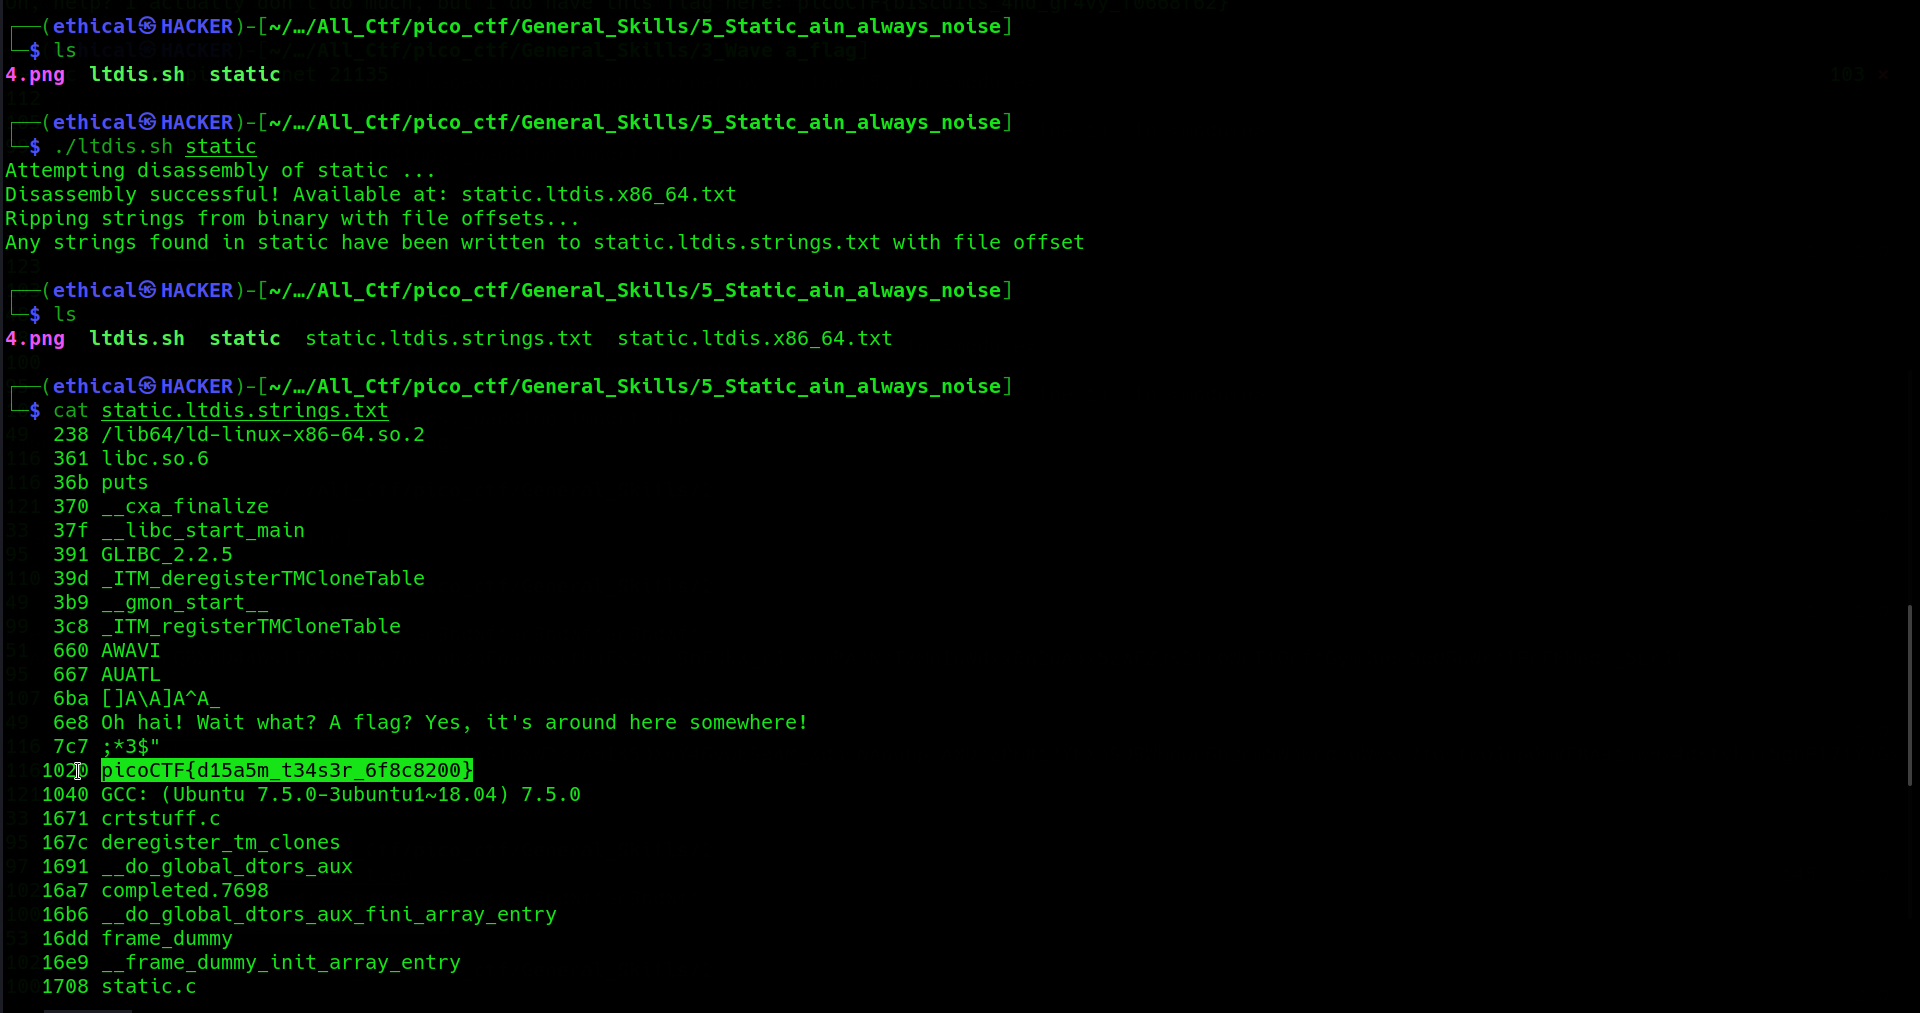 ┌──(ethical㉿HACKER)-[~/…/All_Ctf/pico_ctf/General_Skills/5_Static_ain_always_noise]
└─$ ls
4.png  ltdis.sh  static
┌──(ethical㉿HACKER)-[~/…/All_Ctf/pico_ctf/General_Skills/5_Static_ain_always_noise]
└─$ ./ltdis.sh static
Attempting disassembly of static ...
Disassembly successful! Available at: static.ltdis.x86_64.txt
Ripping strings from binary with file offsets...
Any strings found in static have been written to static.ltdis.strings.txt with file offset
┌──(ethical㉿HACKER)-[~/…/All_Ctf/pico_ctf/General_Skills/5_Static_ain_always_noise]
└─$ ls
4.png  ltdis.sh  static  static.ltdis.strings.txt  static.ltdis.x86_64.txt
┌──(ethical㉿HACKER)-[~/…/All_Ctf/pico_ctf/General_Skills/5_Static_ain_always_noise]
└─$ cat static.ltdis.strings.txt
238 /lib64/ld-linux-x86-64.so.2
361 libc.so.6
36b puts
370 __cxa_finalize
37f __libc_start_main
391 GLIBC_2.2.5
39d _ITM_deregisterTMCloneTable
3b9 __gmon_start__
3c8 _ITM_registerTMCloneTable
660 AWAVI
667 AUATL
6ba []A\A]A^A_
6e8 Oh hai! Wait what? A flag? Yes, it's around here somewhere!
7c7 ;*3$"
1020 picoCTF{d15a5m_t34s3r_6f8c8200}
1040 GCC: (Ubuntu 7.5.0-3ubuntu1~18.04) 7.5.0
1671 crtstuff.c
167c deregister_tm_clones
1691 __do_global_dtors_aux
16a7 completed.7698
16b6 __do_global_dtors_aux_fini_array_entry
16dd frame_dummy
16e9 __frame_dummy_init_array_entry
1708 static.c